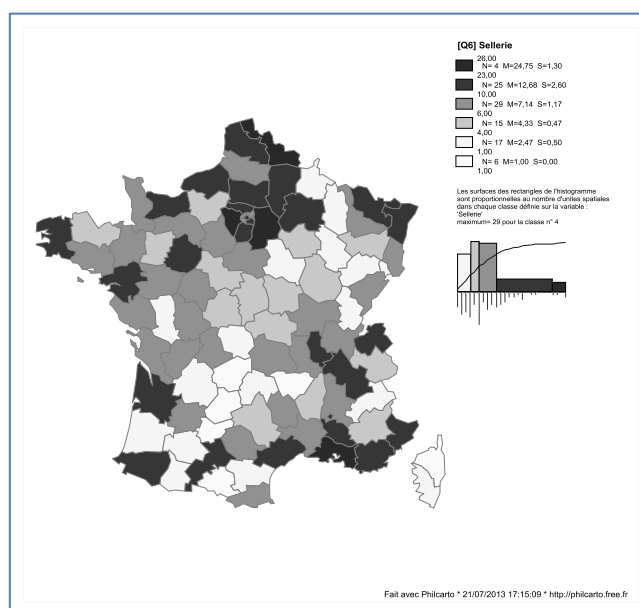 [Q6] Sellerie
26,00
N= 4 M=24,75 S=1,30
23,00
N= 25 M=12,68 S=2,60
10,00
N= 29 M=7,14 S=1,17
6,00
N= 15 M=4,33 S=0,47
4,00
N= 17 M=2,47 S=0,50
1,00
N= 6 M=1,00 S=0,00
1,00
Les surfaces des rectangles de l'histogramme
sont proportionnelles au nombre d'unites spatiales
dans chaque classe définie sur la variable :
'Sellerie'
maximum= 29 pour la classe n° 4
Fait avec Philcarto * 21/07/2013 17:15:09 * http://philcarto.free.fr